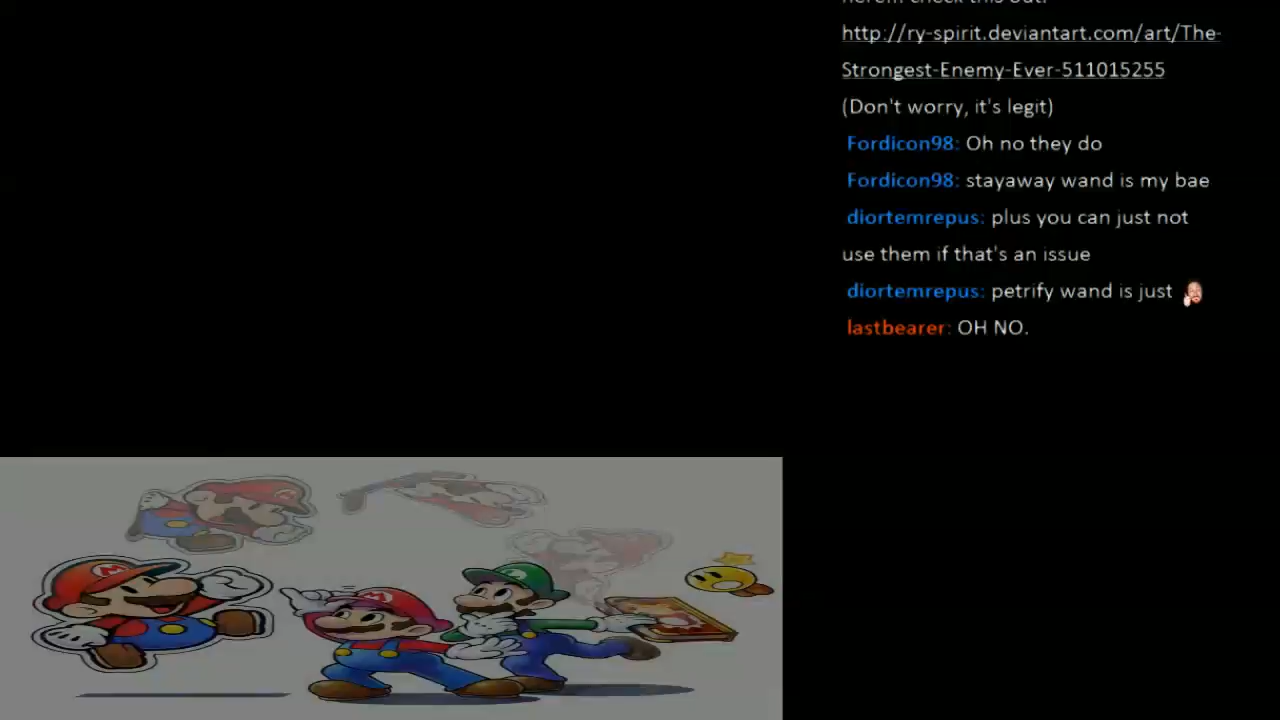 http://ry-spirit.deviantart.com/art/The-
Strongest-Enemy-Ever-511015255
(Don't worry, it's legit)
Fordicon98: Oh no they do
Fordicon98: stayaway wand is my bae
diortemrepus: plus you can just not
use them if that's an issue
diortemrepus: petrify wand is just
lastbearer: OH NO.